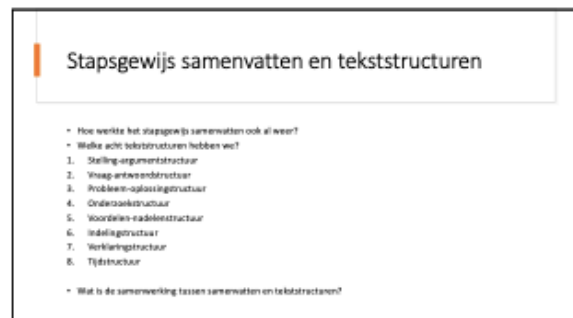 Stapsgewijs samenvatten en tekststructuren
• Hoe werkte het stapsgewijs samenvatten ook al weer?
• Welke acht tekststructuren hebben we?
1. Stelling-argumentstructuur
2. Vraag-antwoordstructuur
3. Probleem-oplossingstructuur
4. Onderzoekstructuur
5. Voordelen-nadelenstructuur
6. Indelingstructuur
7. Verklaringstructuur
8. Tijdstructuur
• Wat is de samenwerking tussen samenvatten en tekststructuren?